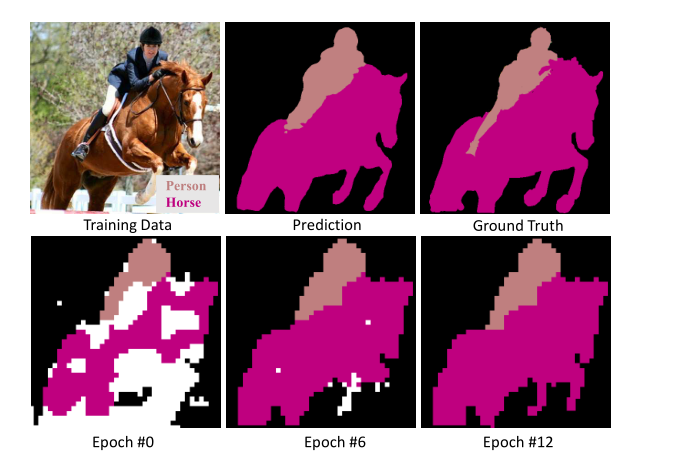 Person
Horse
Training Data
Prediction
Ground Truth
Epoch #0
Epoch #6
Epoch #12